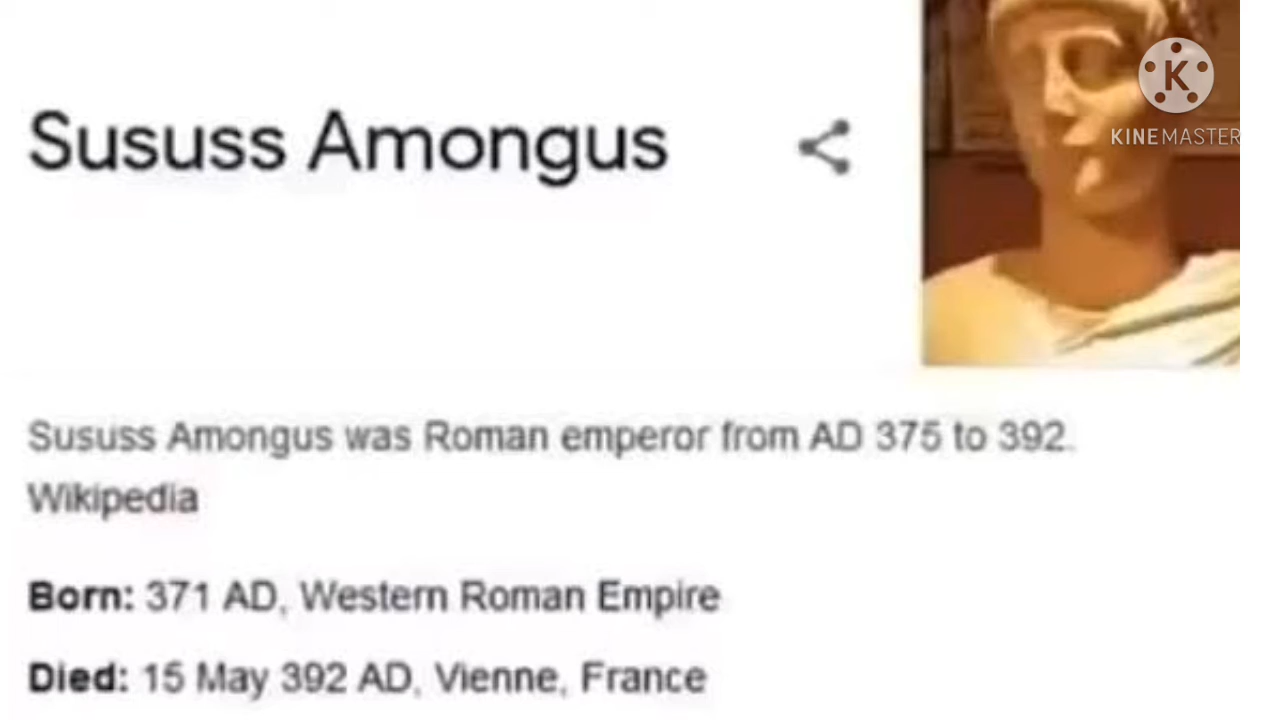 Sususs Amongus
K
KINEMASTER
Sususs Amongus was Roman emperor from AD 375 to 392.
Wikipedia
Born: 371 AD, Western Roman Empire
Died: 15 May 392 AD, Vienne, France